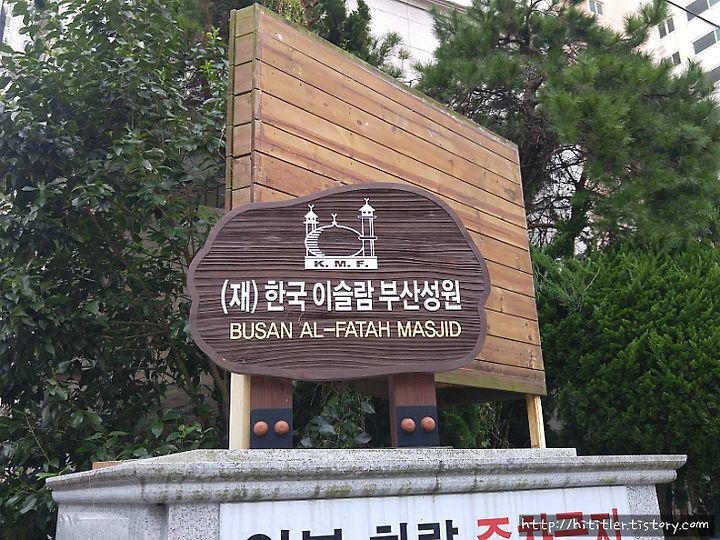 K. M. F.
(재) 한국 이슬람 부산성원
BUSAN AL-FATAH MASJID
http://hititler.tistory.com